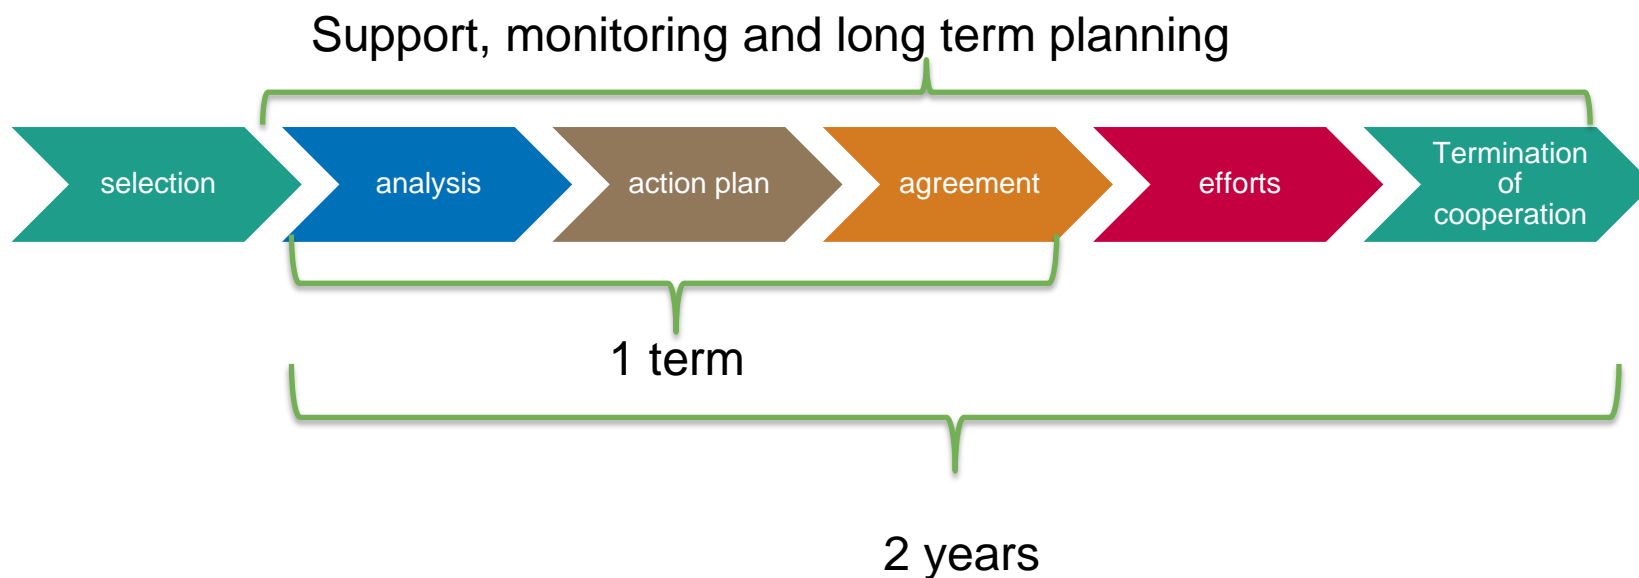 Support, monitoring and long term planning
selection
analysis
action plan
agreement
efforts
Termination
of
cooperation
1 term
2 years